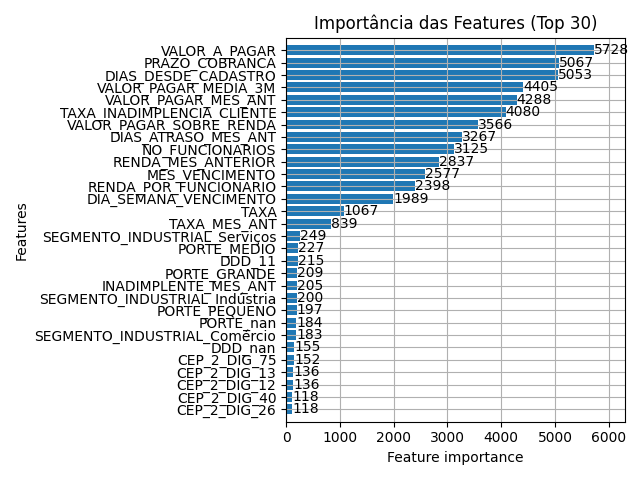 Importância das Features (Top 30)
VALOR_A_PAGAR 5728
PRAZO_COBRANCA 5067
DIAS_DESDE_CADASTRO 5053
VALOR_PAGAR_MEDIA_3M 4405
VALOR_PAGAR_MES_ANT 4288
TAXA_INADIMPLENCIA_CLIENTE 4080
VALOR_PAGAR_SOBRE_RENDA 3566
DIAS_ATRASO_MES_ANT 3267
NO_FUNCIONARIOS 3125
RENDA_MES_ANTERIOR 2837
MES_VENCIMENTO 2577
RENDA_POR_FUNCIONARIO 2398
DIA_SEMANA_VENCIMENTO 1989
TAXA 1067
TAXA_MES_ANT 839
SEGMENTO_INDUSTRIAL_Serviços 249
PORTE_MEDIO 227
DDD_11 215
PORTE_GRANDE 209
INADIMPLENTE_MES_ANT 205
SEGMENTO_INDUSTRIAL_Indústria 200
PORTE_PEQUENO 197
PORTE_nan 184
SEGMENTO_INDUSTRIAL_Comércio 183
DDD_nan 155
CEP_2_DIG_75 152
CEP_2_DIG_13 136
CEP_2_DIG_12 136
CEP_2_DIG_40 118
CEP_2_DIG_26 118
Features
0 1000 2000 3000 4000 5000 6000
Feature importance